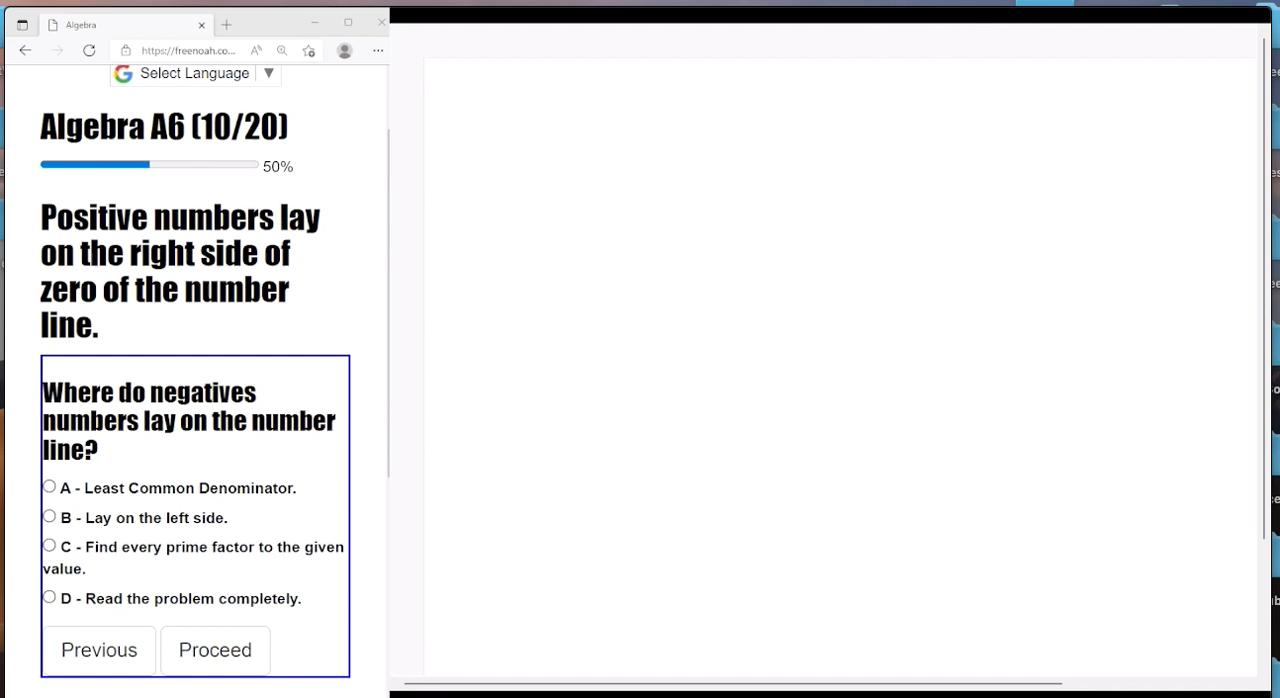 Algebra
https://freenoah.co...
Select Language
Algebra A6 (10/20)
50%
Positive numbers lay
on the right side of
zero of the number
line.
Where do negatives
numbers lay on the number
line?
A - Least Common Denominator.
B - Lay on the left side.
C - Find every prime factor to the given
value.
D - Read the problem completely.
Previous Proceed